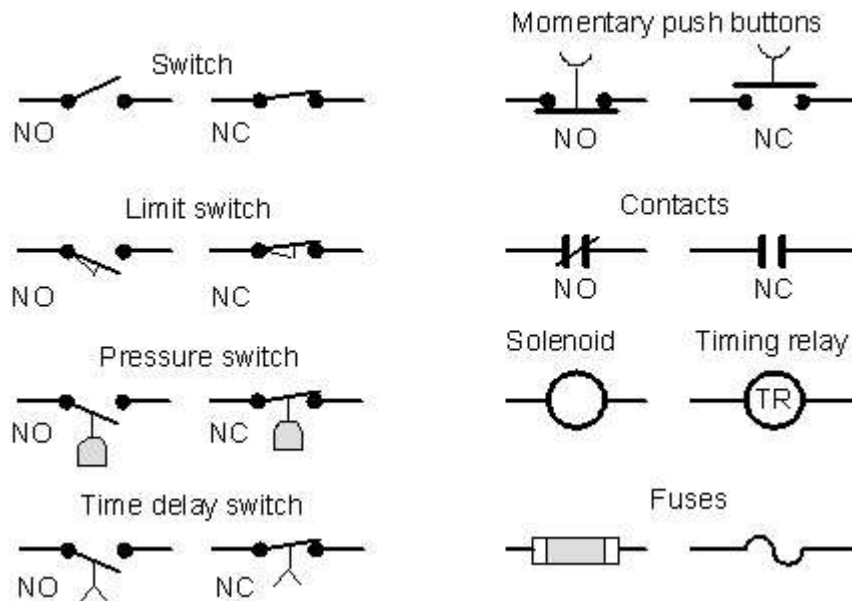 Switch
NO NC
Limit switch
NO NC
Pressure switch
NO NC
Time delay switch
NO NC
Momentary push buttons
NO NC
Contacts
NO NC
Solenoid Timing relay
TR
Fuses